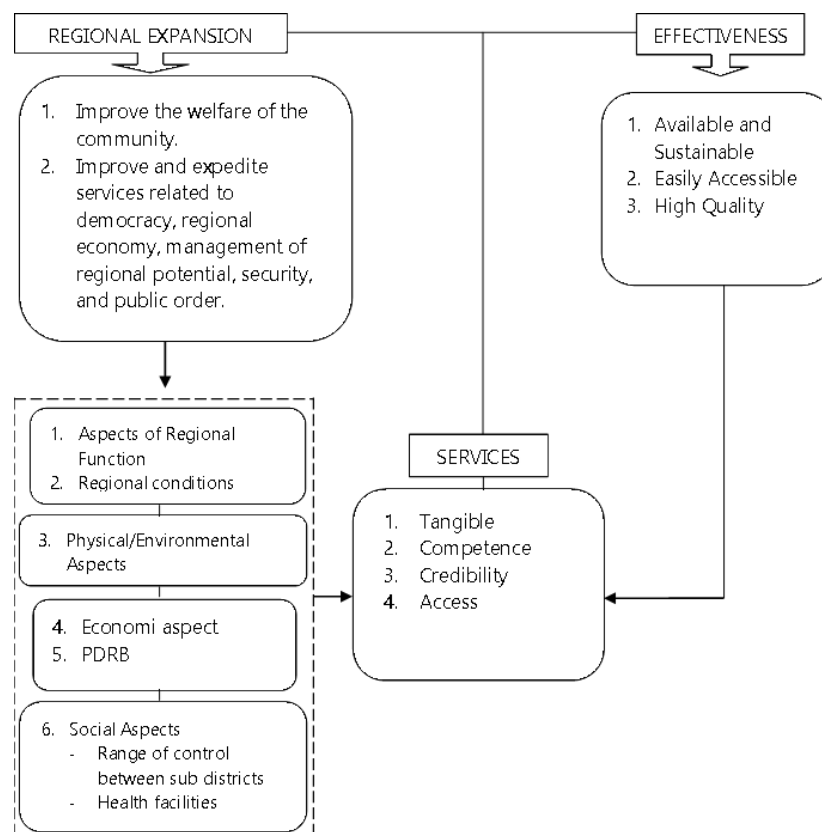 REGIONAL EXPANSION
1. Improve the welfare of the
community.
2. Improve and expedite
services related to
democracy, regional
economy, management of
regional potential, security,
and public order.
EFFECTIVENESS
1. Available and
Sustainable
2. Easily Accessible
3. High Quality
1. Aspects of Regional
Function
2. Regional conditions
3. Physical/Environmental
Aspects
4. Economi aspect
5. PDRB
6. Social Aspects
- Range of control
between sub districts
- Health facilities
SERVICES
1. Tangible
2. Competence
3. Credibility
4. Access